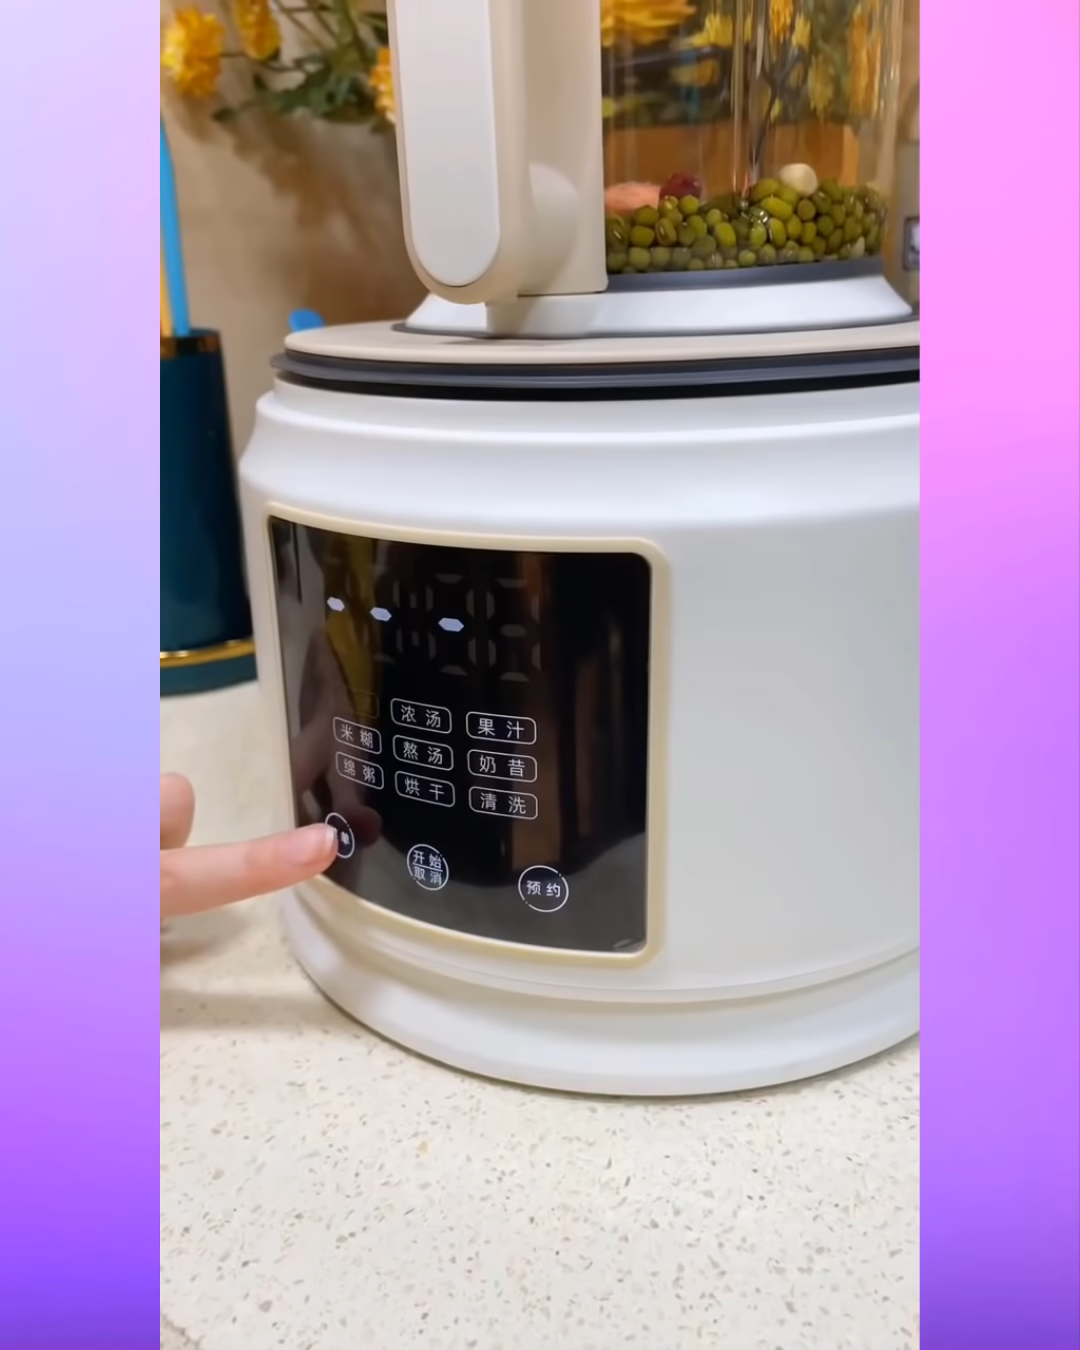 浓汤 果汁
米糊 熬汤 奶昔
绵粥 烘干 清洗
单 开始 预约
取消